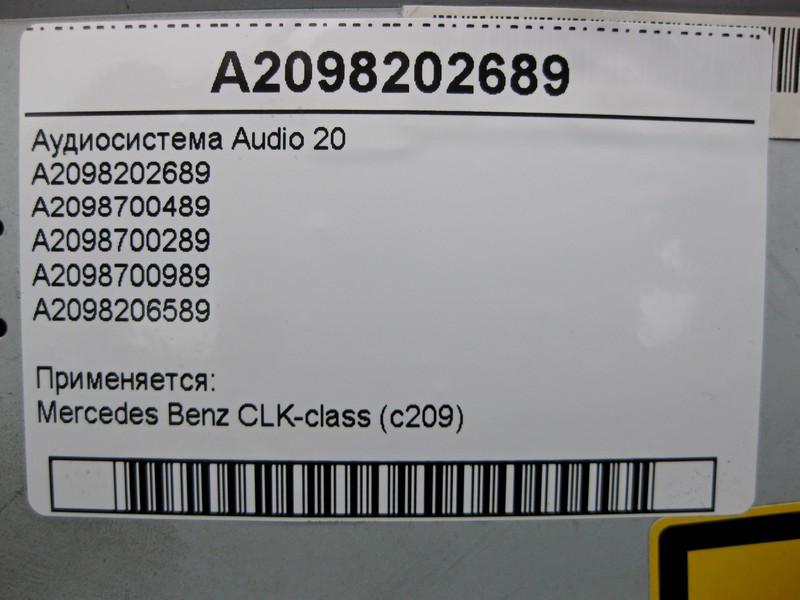 A2098202689
Аудиосистема Audio 20
A2098202689
A2098700489
A2098700289
A2098700989
A2098206589
Применяется:
Mercedes Benz CLK-class (c209)